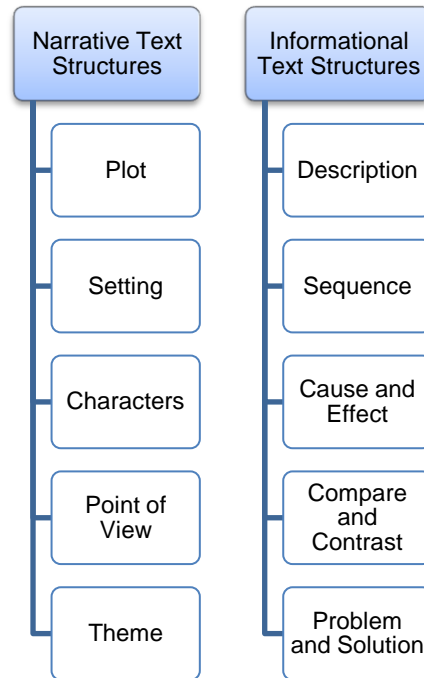 Narrative Text
Structures
Plot
Setting
Characters
Point of
View
Theme
Informational
Text Structures
Description
Sequence
Cause and
Effect
Compare
and
Contrast
Problem
and Solution